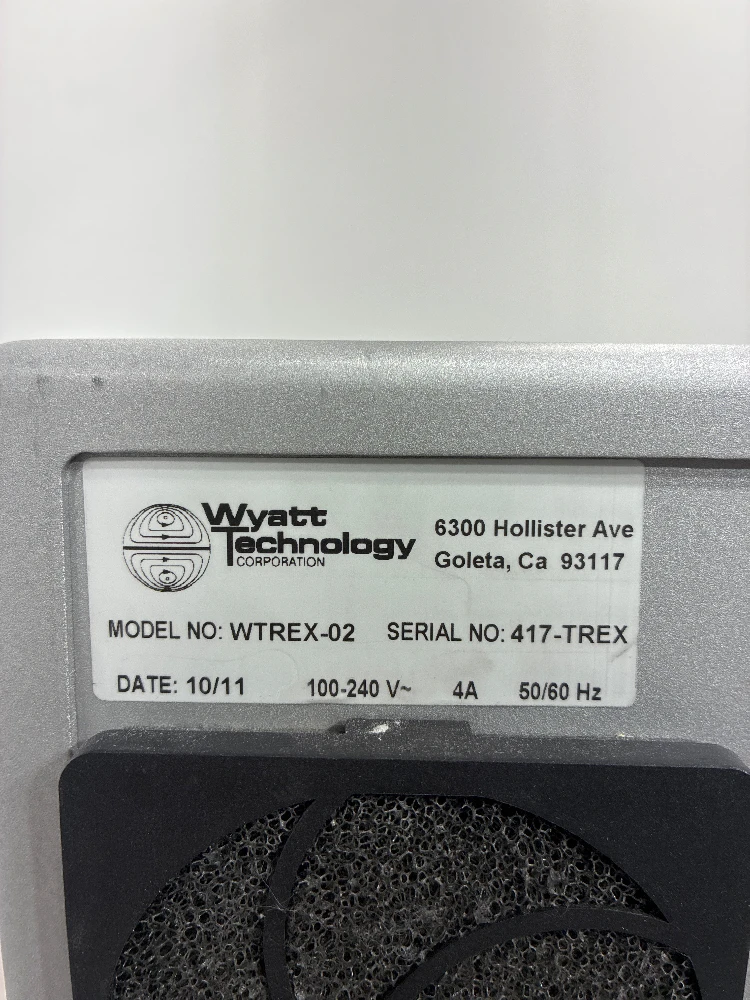 Wyatt
Technology
CORPORATION
6300 Hollister Ave
Goleta, Ca 93117
MODEL NO: WTREX-02 SERIAL NO: 417-TREX
DATE: 10/11 100-240 V~ 4A 50/60 Hz